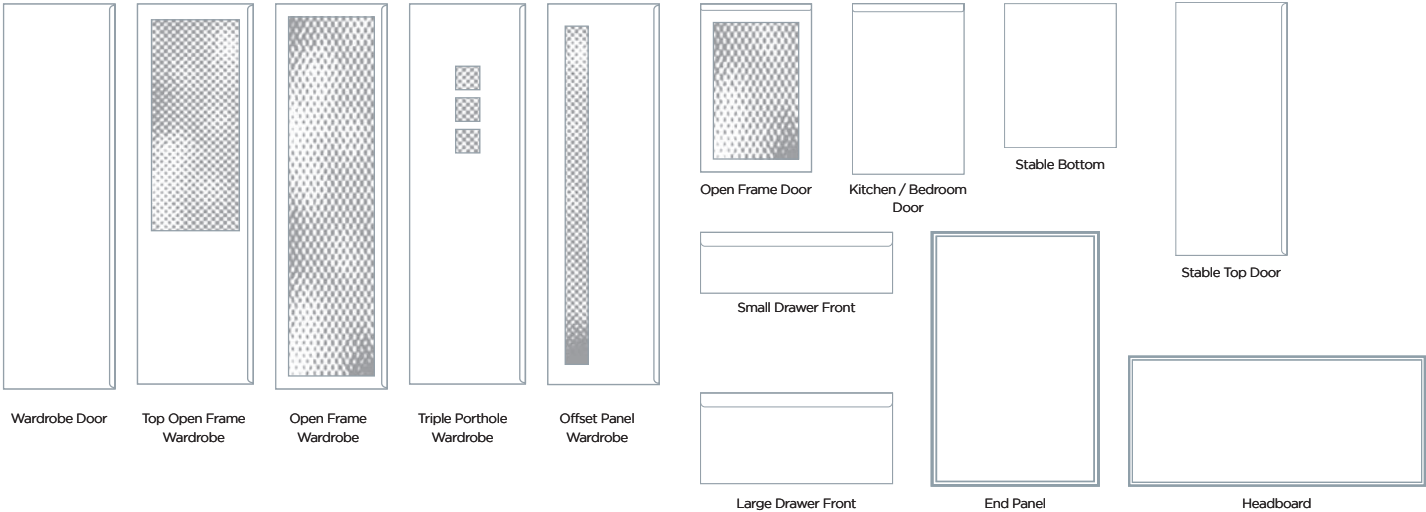 Wardrobe Door
Top Open Frame
Wardrobe
Open Frame
Wardrobe
Triple Porthole
Wardrobe
Offset Panel
Wardrobe
Open Frame Door
Kitchen / Bedroom
Door
Stable Bottom
Stable Top Door
Small Drawer Front
Large Drawer Front
End Panel
Headboard